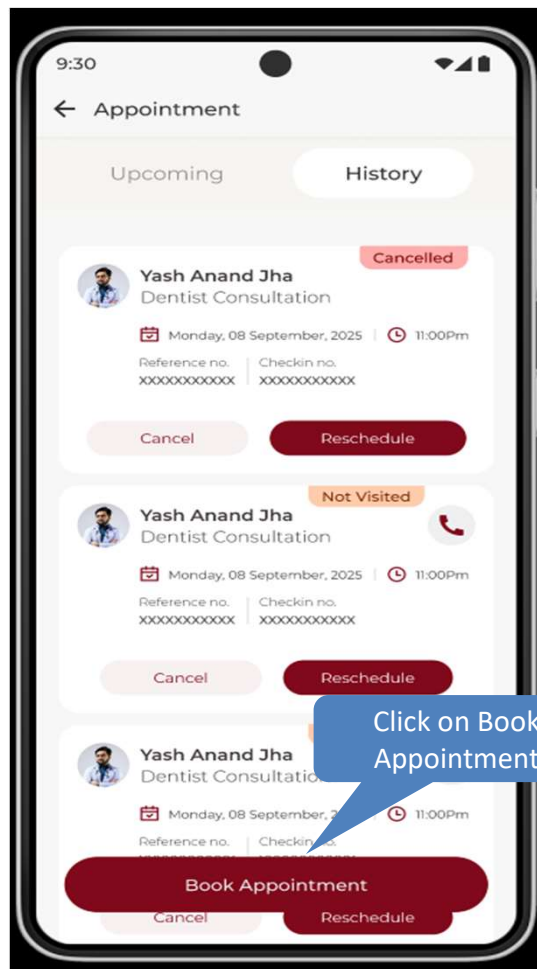 9:30
Appointment
Upcoming
History
Cancelled
Yash Anand Jha
Dentist Consultation
Monday, 08 September, 2025
11:00Pm
Reference no.
Checkin no.
XXXXXXXXXXX
XXXXXXXXXXX
Cancel
Reschedule
Not Visited
Yash Anand Jha
Dentist Consultation
Monday, 08 September, 2025
11:00Pm
Reference no.
Checkin no.
XXXXXXXXXXX
XXXXXXXXXXX
Cancel
Reschedule
Click on Book
Appointment
Yash Anand Jha
Dentist
Monday, 08 September,
11:00Pm
Reference no.
Book Appointment
Cancel
Reschedule